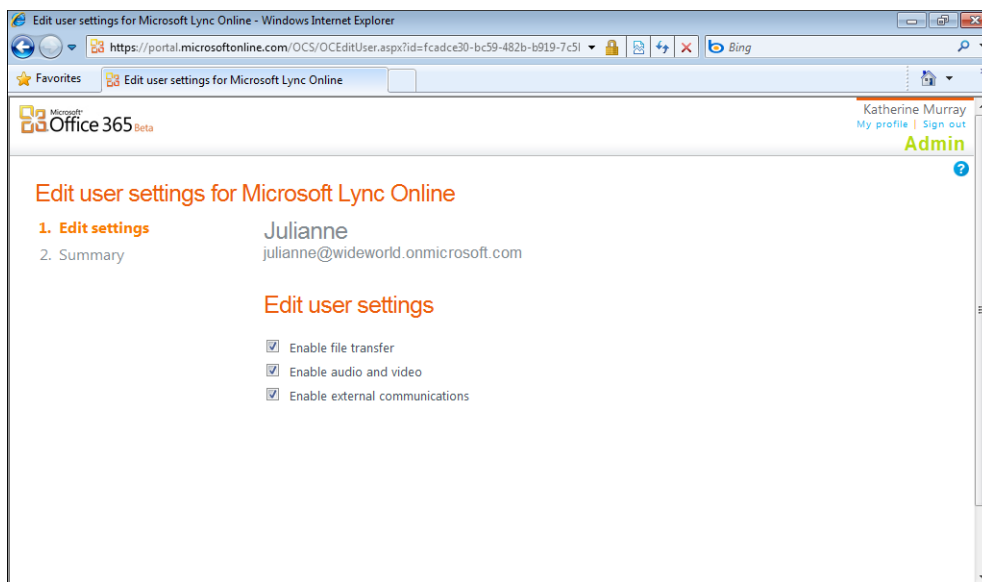 Edit user settings for Microsoft Lync Online - Windows Internet Explorer
https://portal.microsoftonline.com/OCS/OCEditUser.aspx?id=fcadce30-bc59-482b-b919-7c5l
Bing
Favorites
Edit user settings for Microsoft Lync Online
Microsoft
Office 365 Beta
Katherine Murray
My profile | Sign out
Admin
Edit user settings for Microsoft Lync Online
1. Edit settings
2. Summary
Julianne
julianne@wideworld.onmicrosoft.com
Edit user settings
Enable file transfer
Enable audio and video
Enable external communications